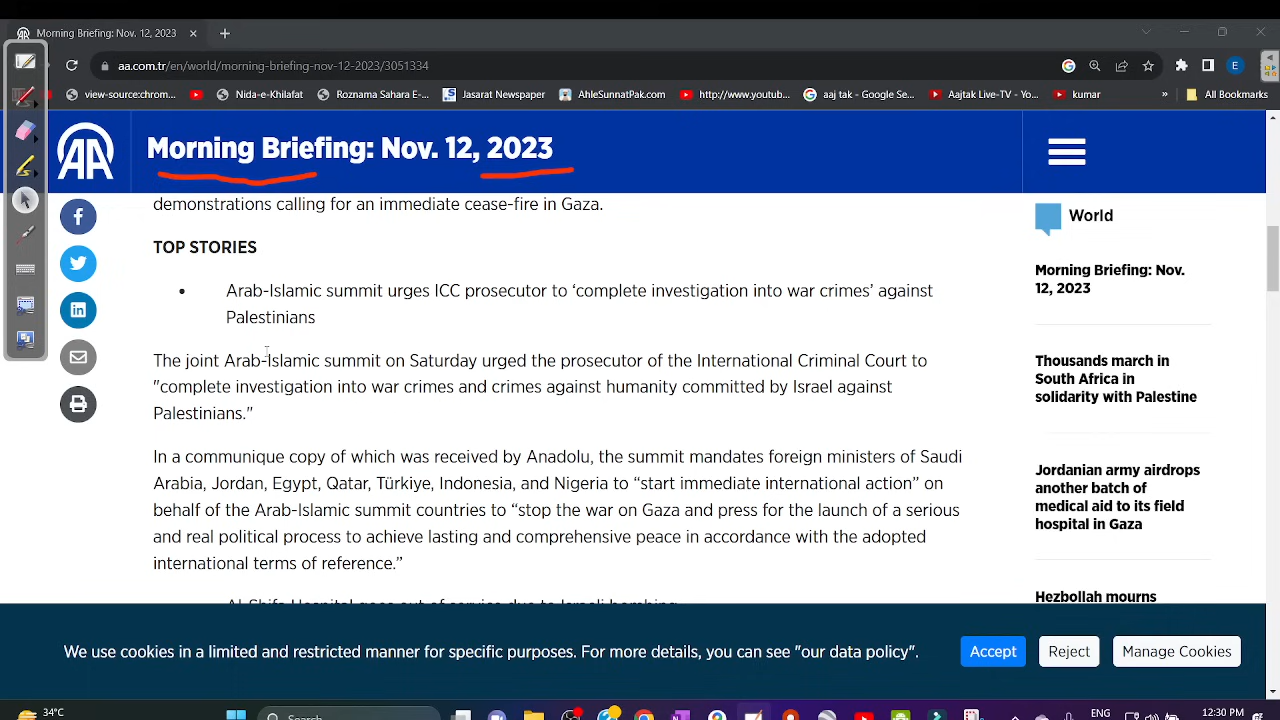 Morning Briefing: Nov. 12, 2023
aa.com.tr/en/world/morning-briefing-nov-12-2023/3051334
E
view-source:chrom...
Nida-e-Khilafat
Roznama Sahara E-...
Jasarat Newspaper
AhleSunnatPak.com
http://www.youtub...
aaj tak - Google Se...
Aajtak Live-TV - Yo...
kumar
»
All Bookmarks
AA
Morning Briefing: Nov. 12, 2023
demonstrations calling for an immediate cease-fire in Gaza.
TOP STORIES
• Arab-Islamic summit urges ICC prosecutor to ‘complete investigation into war crimes’ against
Palestinians
The joint Arab-Islamic summit on Saturday urged the prosecutor of the International Criminal Court to
"complete investigation into war crimes and crimes against humanity committed by Israel against
Palestinians."
In a communique copy of which was received by Anadolu, the summit mandates foreign ministers of Saudi
Arabia, Jordan, Egypt, Qatar, Türkiye, Indonesia, and Nigeria to “start immediate international action” on
behalf of the Arab-Islamic summit countries to “stop the war on Gaza and press for the launch of a serious
and real political process to achieve lasting and comprehensive peace in accordance with the adopted
international terms of reference.”
Al-Shifa Hospital goes out of service due to Israeli bombing
World
Morning Briefing: Nov.
12, 2023
Thousands march in
South Africa in
solidarity with Palestine
Jordanian army airdrops
another batch of
medical aid to its field
hospital in Gaza
Hezbollah mourns
We use cookies in a limited and restricted manner for specific purposes. For more details, you can see "our data policy".
Accept
Reject
Manage Cookies
34°C
Search
ENG
12:30 PM